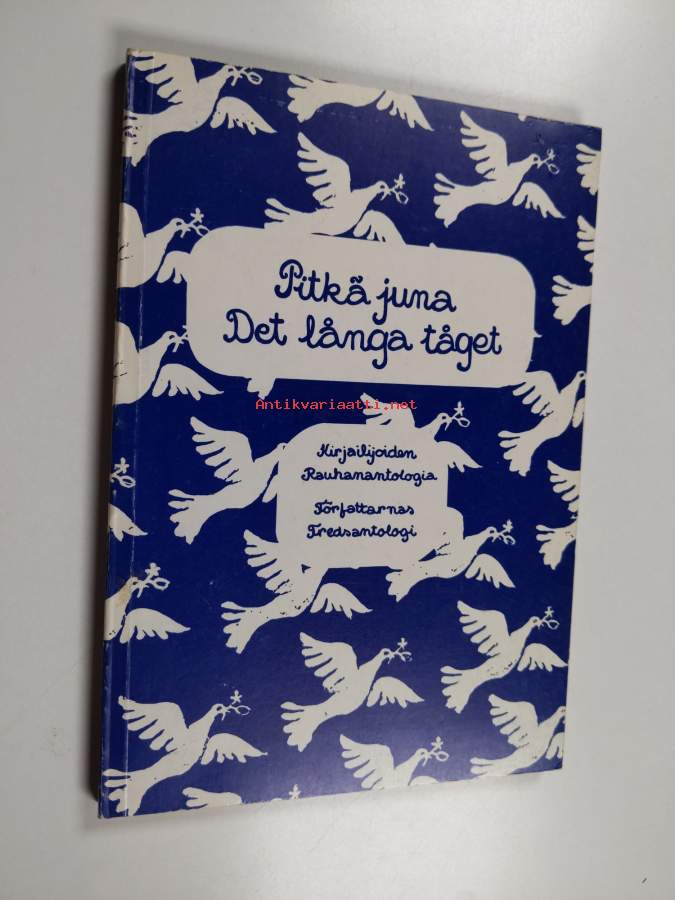 Pitkä juna
Det långa tåget
Antikvariaatti.net
Kirjailijoiden
Rauhanantologia
Författarnas
Fredsantologi